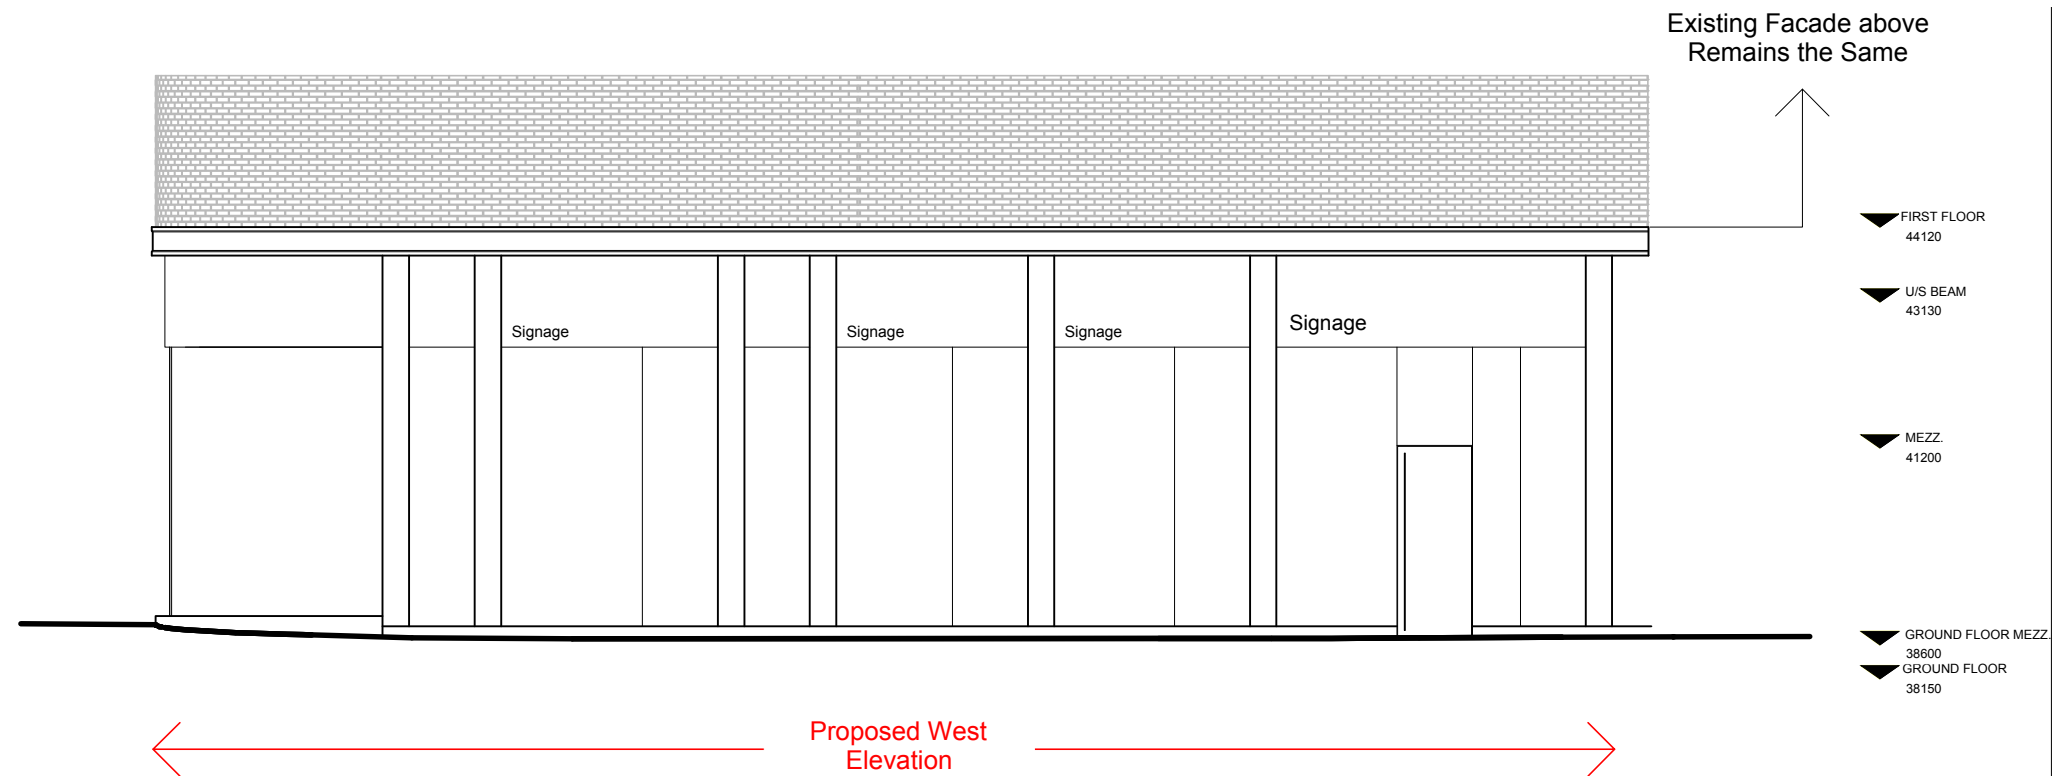 Existing Facade above
Remains the Same
FIRST FLOOR
44120
U/S BEAM
43130
Signage
Signage
Signage
Signage
MEZZ.
41200
GROUND FLOOR MEZZ.
38600
GROUND FLOOR
38150
Proposed West
Elevation